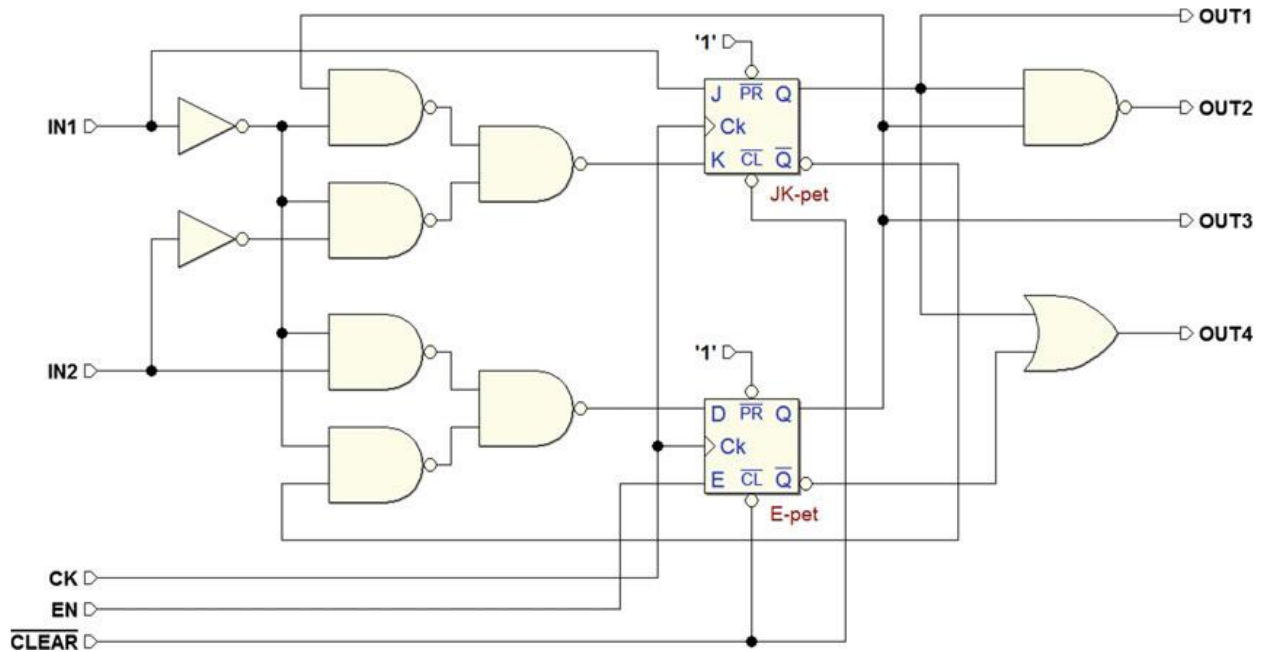 OUT1
'1'
J PR Q
IN1
Ck
OUT2
K CL Q
JK-pet
OUT3
'1'
OUT4
IN2
D PR Q
Ck
E CL Q
E-pet
CK
EN
CLEAR